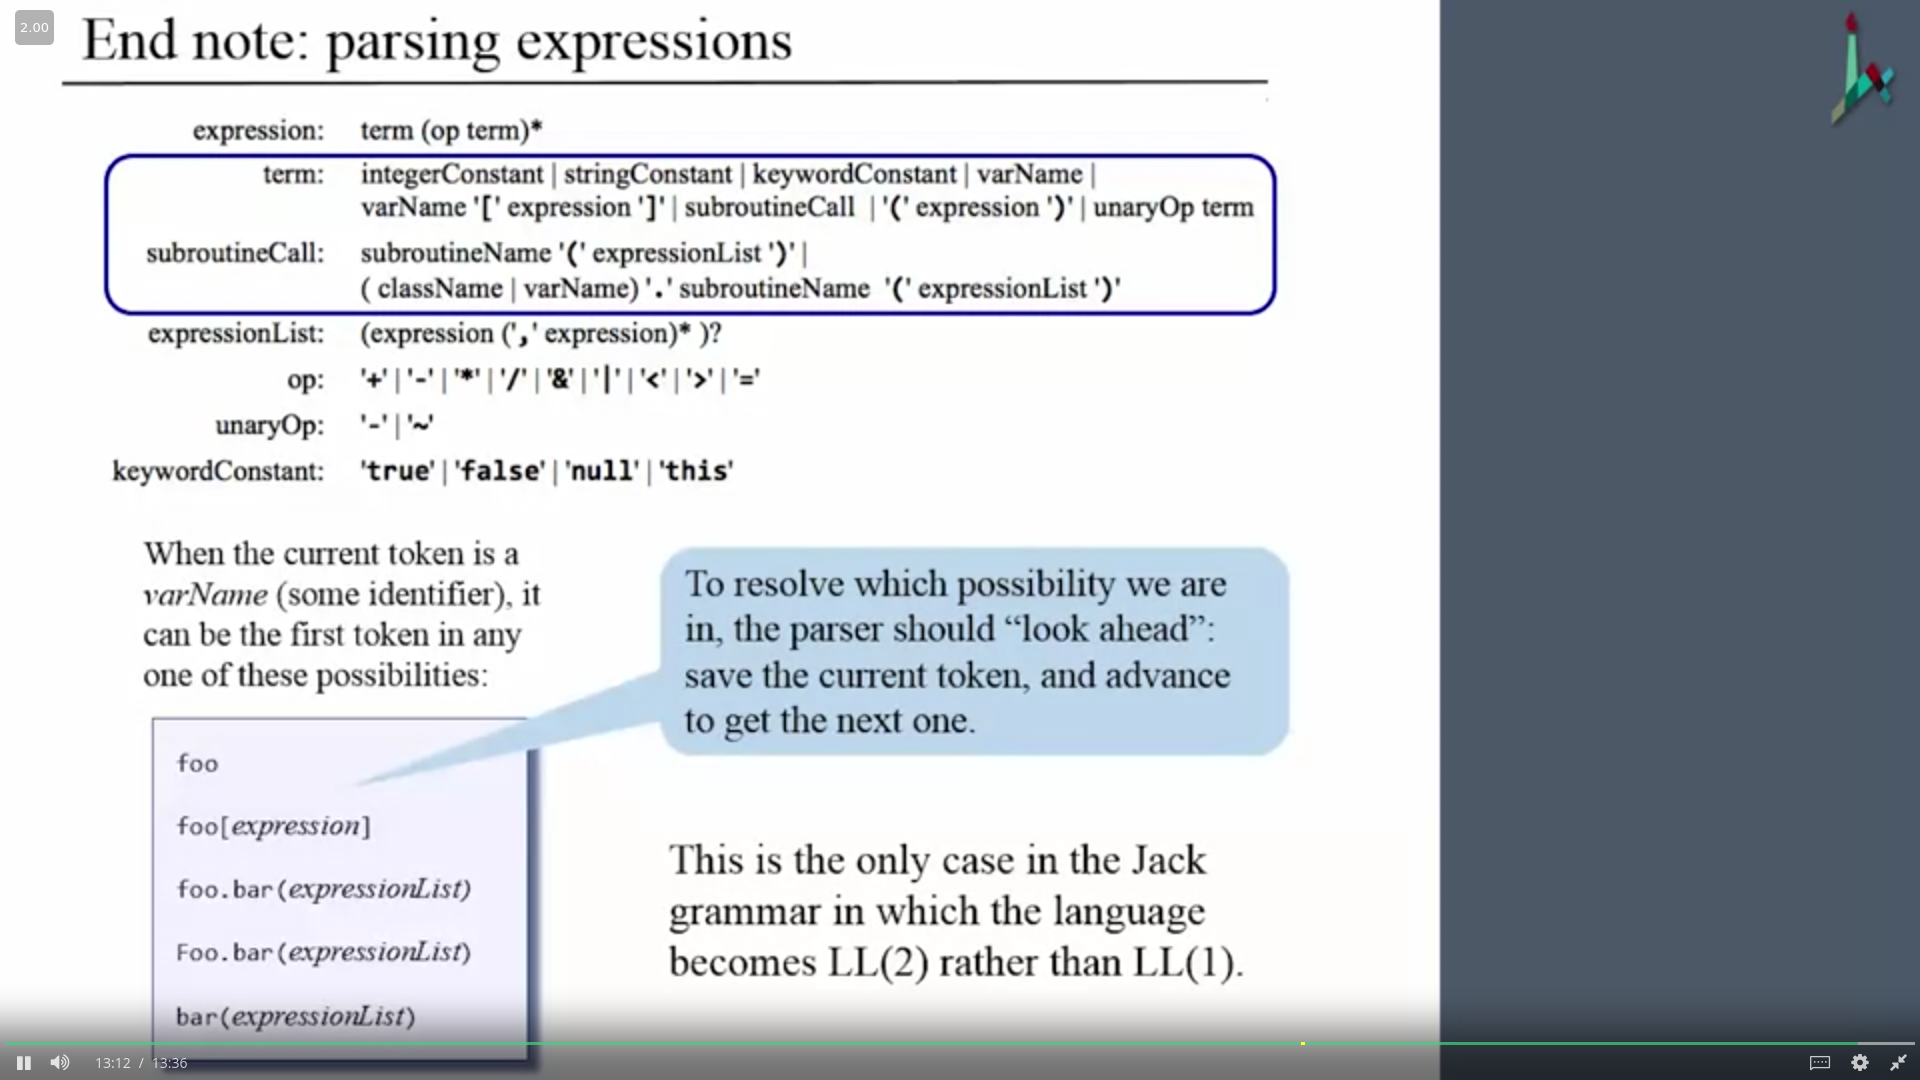 2.00
End note: parsing expressions
expression: term (op term)*
term: integerConstant | stringConstant | keywordConstant | varName |
varName '[' expression ']' | subroutineCall | '(' expression ')' | unaryOp term
subroutineCall: subroutineName '(' expressionList ')' |
( className | varName) '.' subroutineName '(' expressionList ')'
expressionList: (expression (',' expression)* )?
op: '+' | '-' | '*' | '/' | '&' | '|' | '<' | '>' | '='
unaryOp: '-' | '~'
keywordConstant: 'true' | 'false' | 'null' | 'this'
When the current token is a
varName (some identifier), it
can be the first token in any
one of these possibilities:
foo
foo[expression]
foo.bar(expressionList)
Foo.bar(expressionList)
bar(expressionList)
To resolve which possibility we are
in, the parser should “look ahead”:
save the current token, and advance
to get the next one.
This is the only case in the Jack
grammar in which the language
becomes LL(2) rather than LL(1).
13:12 / 13:36